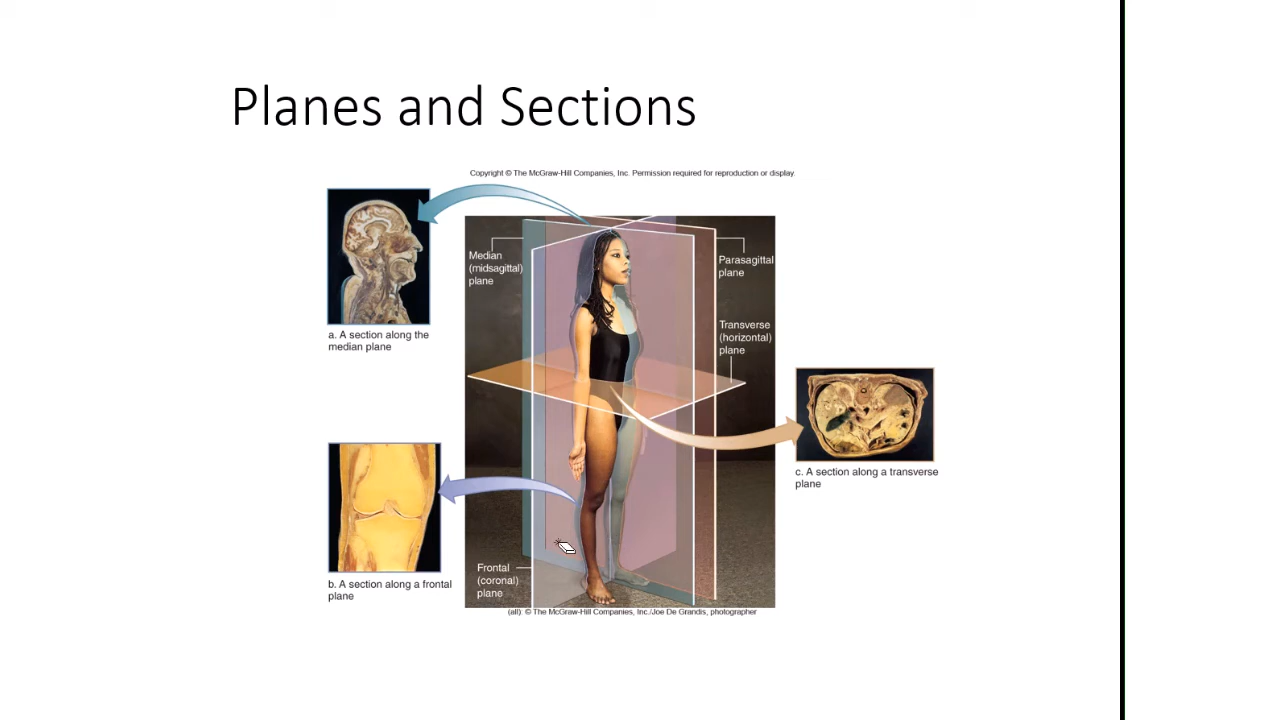 Planes and Sections
Copyright © The McGraw-Hill Companies, Inc. Permission required for reproduction or display.
Median
(midsagittal)
plane
Parasagittal
plane
Transverse
(horizontal)
plane
a. A section along the
median plane
c. A section along a transverse
plane
Frontal
(coronal)
plane
b. A section along a frontal
plane
(all) © The McGraw-Hill Companies, Inc./Joe De Grandis, photographer